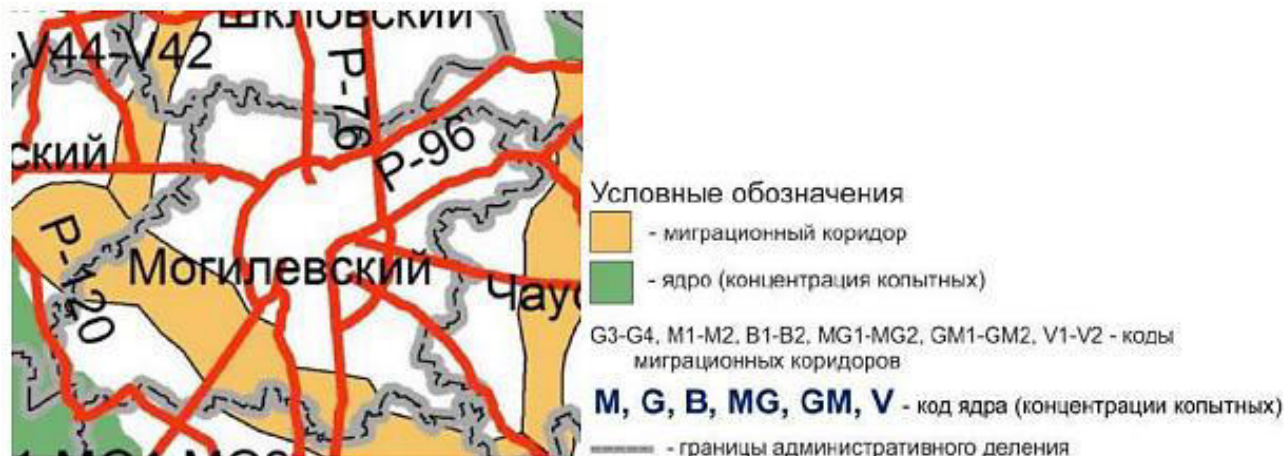 Шкловский
-V44-V42
Р-76
ский
Р-96
Р-120
Могилевский
Чаус
Условные обозначения
- миграционный коридор
- ядро (концентрация копытных)
G3-G4, M1-M2, B1-B2, MG1-MG2, GM1-GM2, V1-V2 - коды
миграционных коридоров
M, G, B, MG, GM, V - код ядра (концентрации копытных)
- границы административного деления